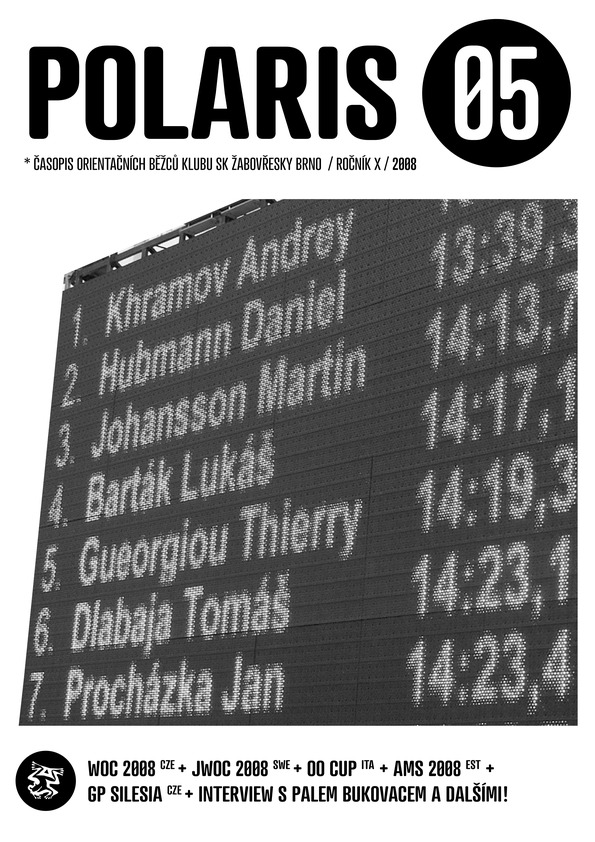 POLARIS 05
* ČASOPIS ORIENTAČNÍCH BĚŽCŮ KLUBU SK ŽABOVŘESKY BRNO / ROČNÍK X / 2008
1. Khramov Andrey 13:39,3
2. Hubmann Daniel 14:13,7
3. Johansson Martin 14:17,1
4. Barták Lukáš 14:19,3
5. Gueorgiou Thierry 14:23,1
6. Dlabaja Tomáš 14:23,4
7. Procházka Jan
WOC 2008 CZE + JWOC 2008 SWE + OO CUP ITA + AMS 2008 EST +
GP SILESIA CZE + INTERVIEW S PALEM BUKOVACEM A DALŠÍMI!